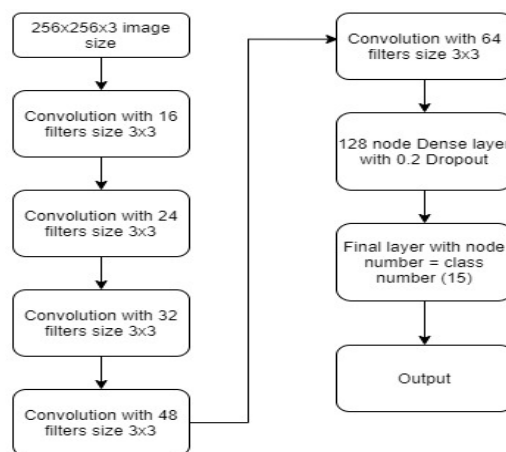 256x256x3 image
size
Convolution with 16
filters size 3x3
Convolution with 24
filters size 3x3
Convolution with 32
filters size 3x3
Convolution with 48
filters size 3x3
Convolution with 64
filters size 3x3
128 node Dense layer
with 0.2 Dropout
Final layer with node
number = class
number (15)
Output